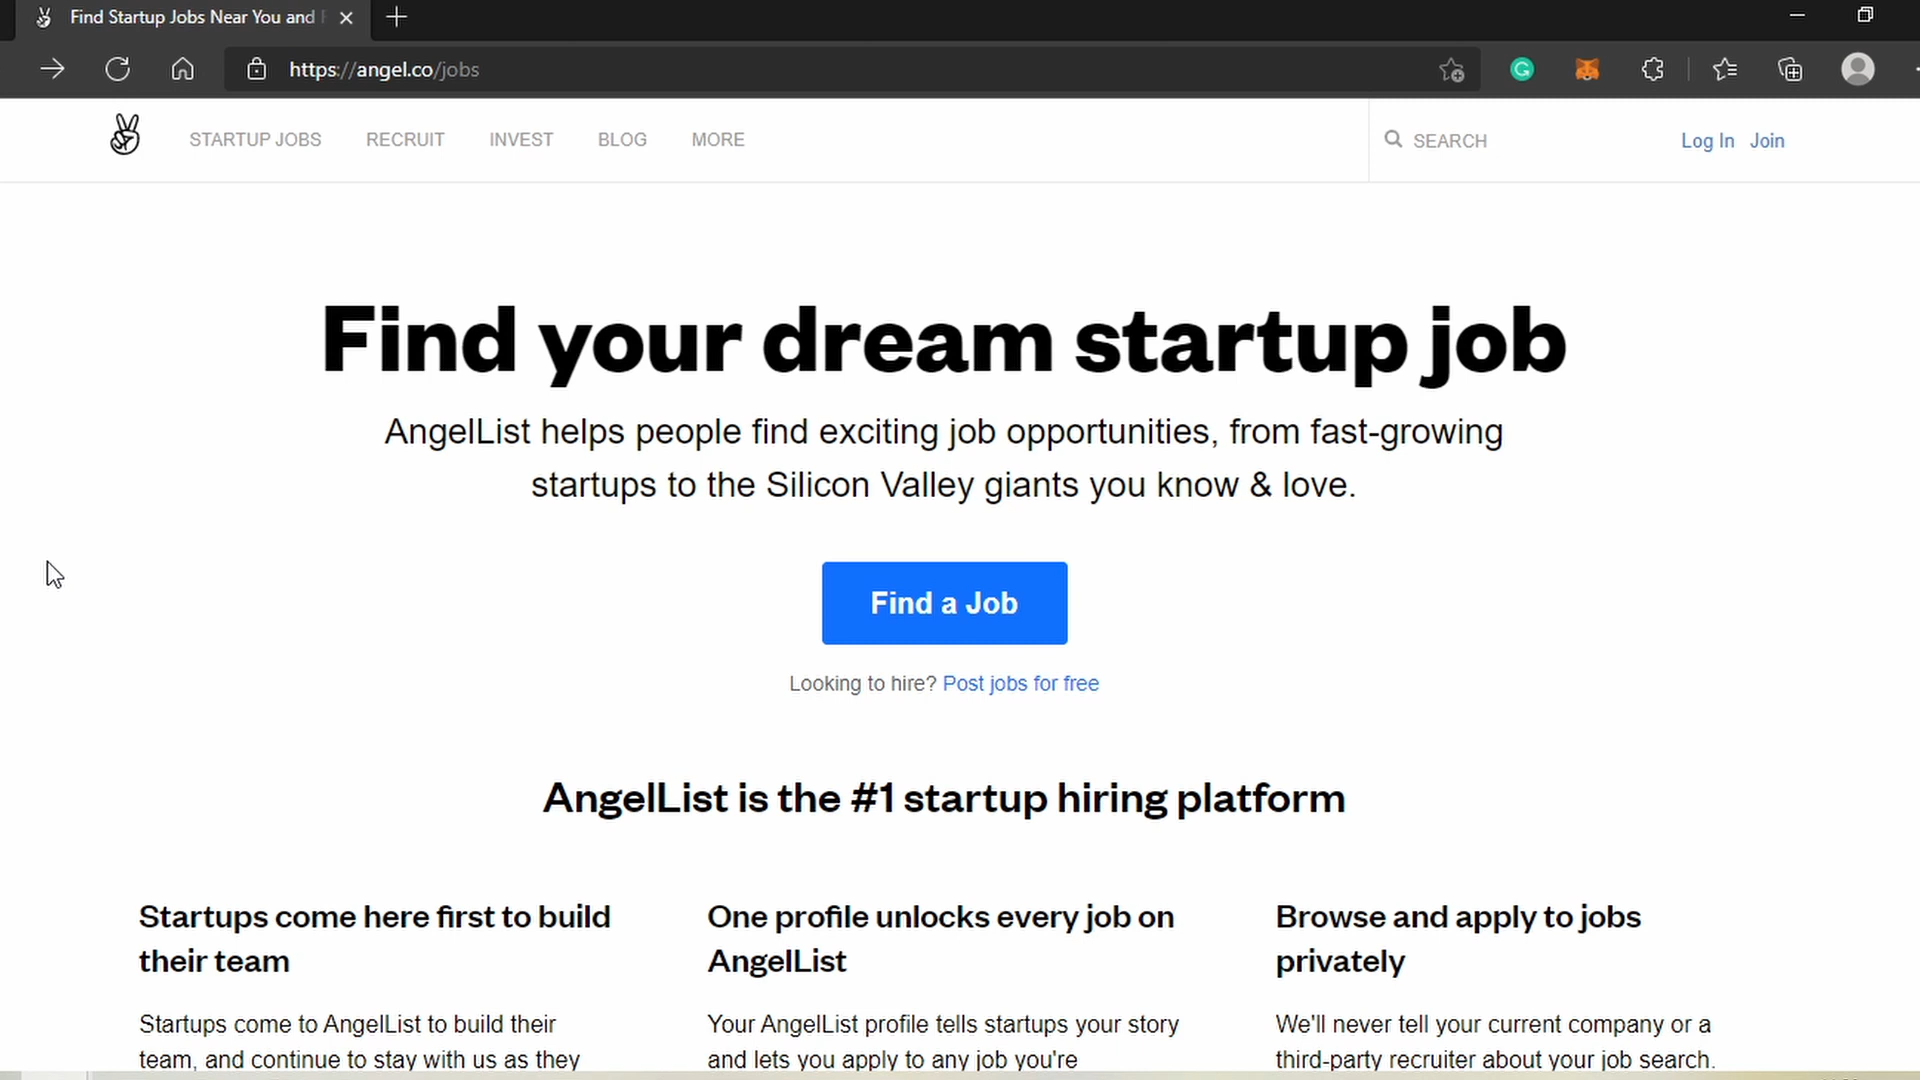 Find Startup Jobs Near You and
https://angel.co/jobs
STARTUP JOBS RECRUIT INVEST BLOG MORE SEARCH Log In Join
Find your dream startup job
AngelList helps people find exciting job opportunities, from fast-growing
startups to the Silicon Valley giants you know & love.
Find a Job
Looking to hire? Post jobs for free
AngelList is the #1 startup hiring platform
Startups come here first to build
their team
Startups come to AngelList to build their
team, and continue to stay with us as they
One profile unlocks every job on
AngelList
Your AngelList profile tells startups your story
and lets you apply to any job you're
Browse and apply to jobs
privately
We'll never tell your current company or a
third-party recruiter about your job search.